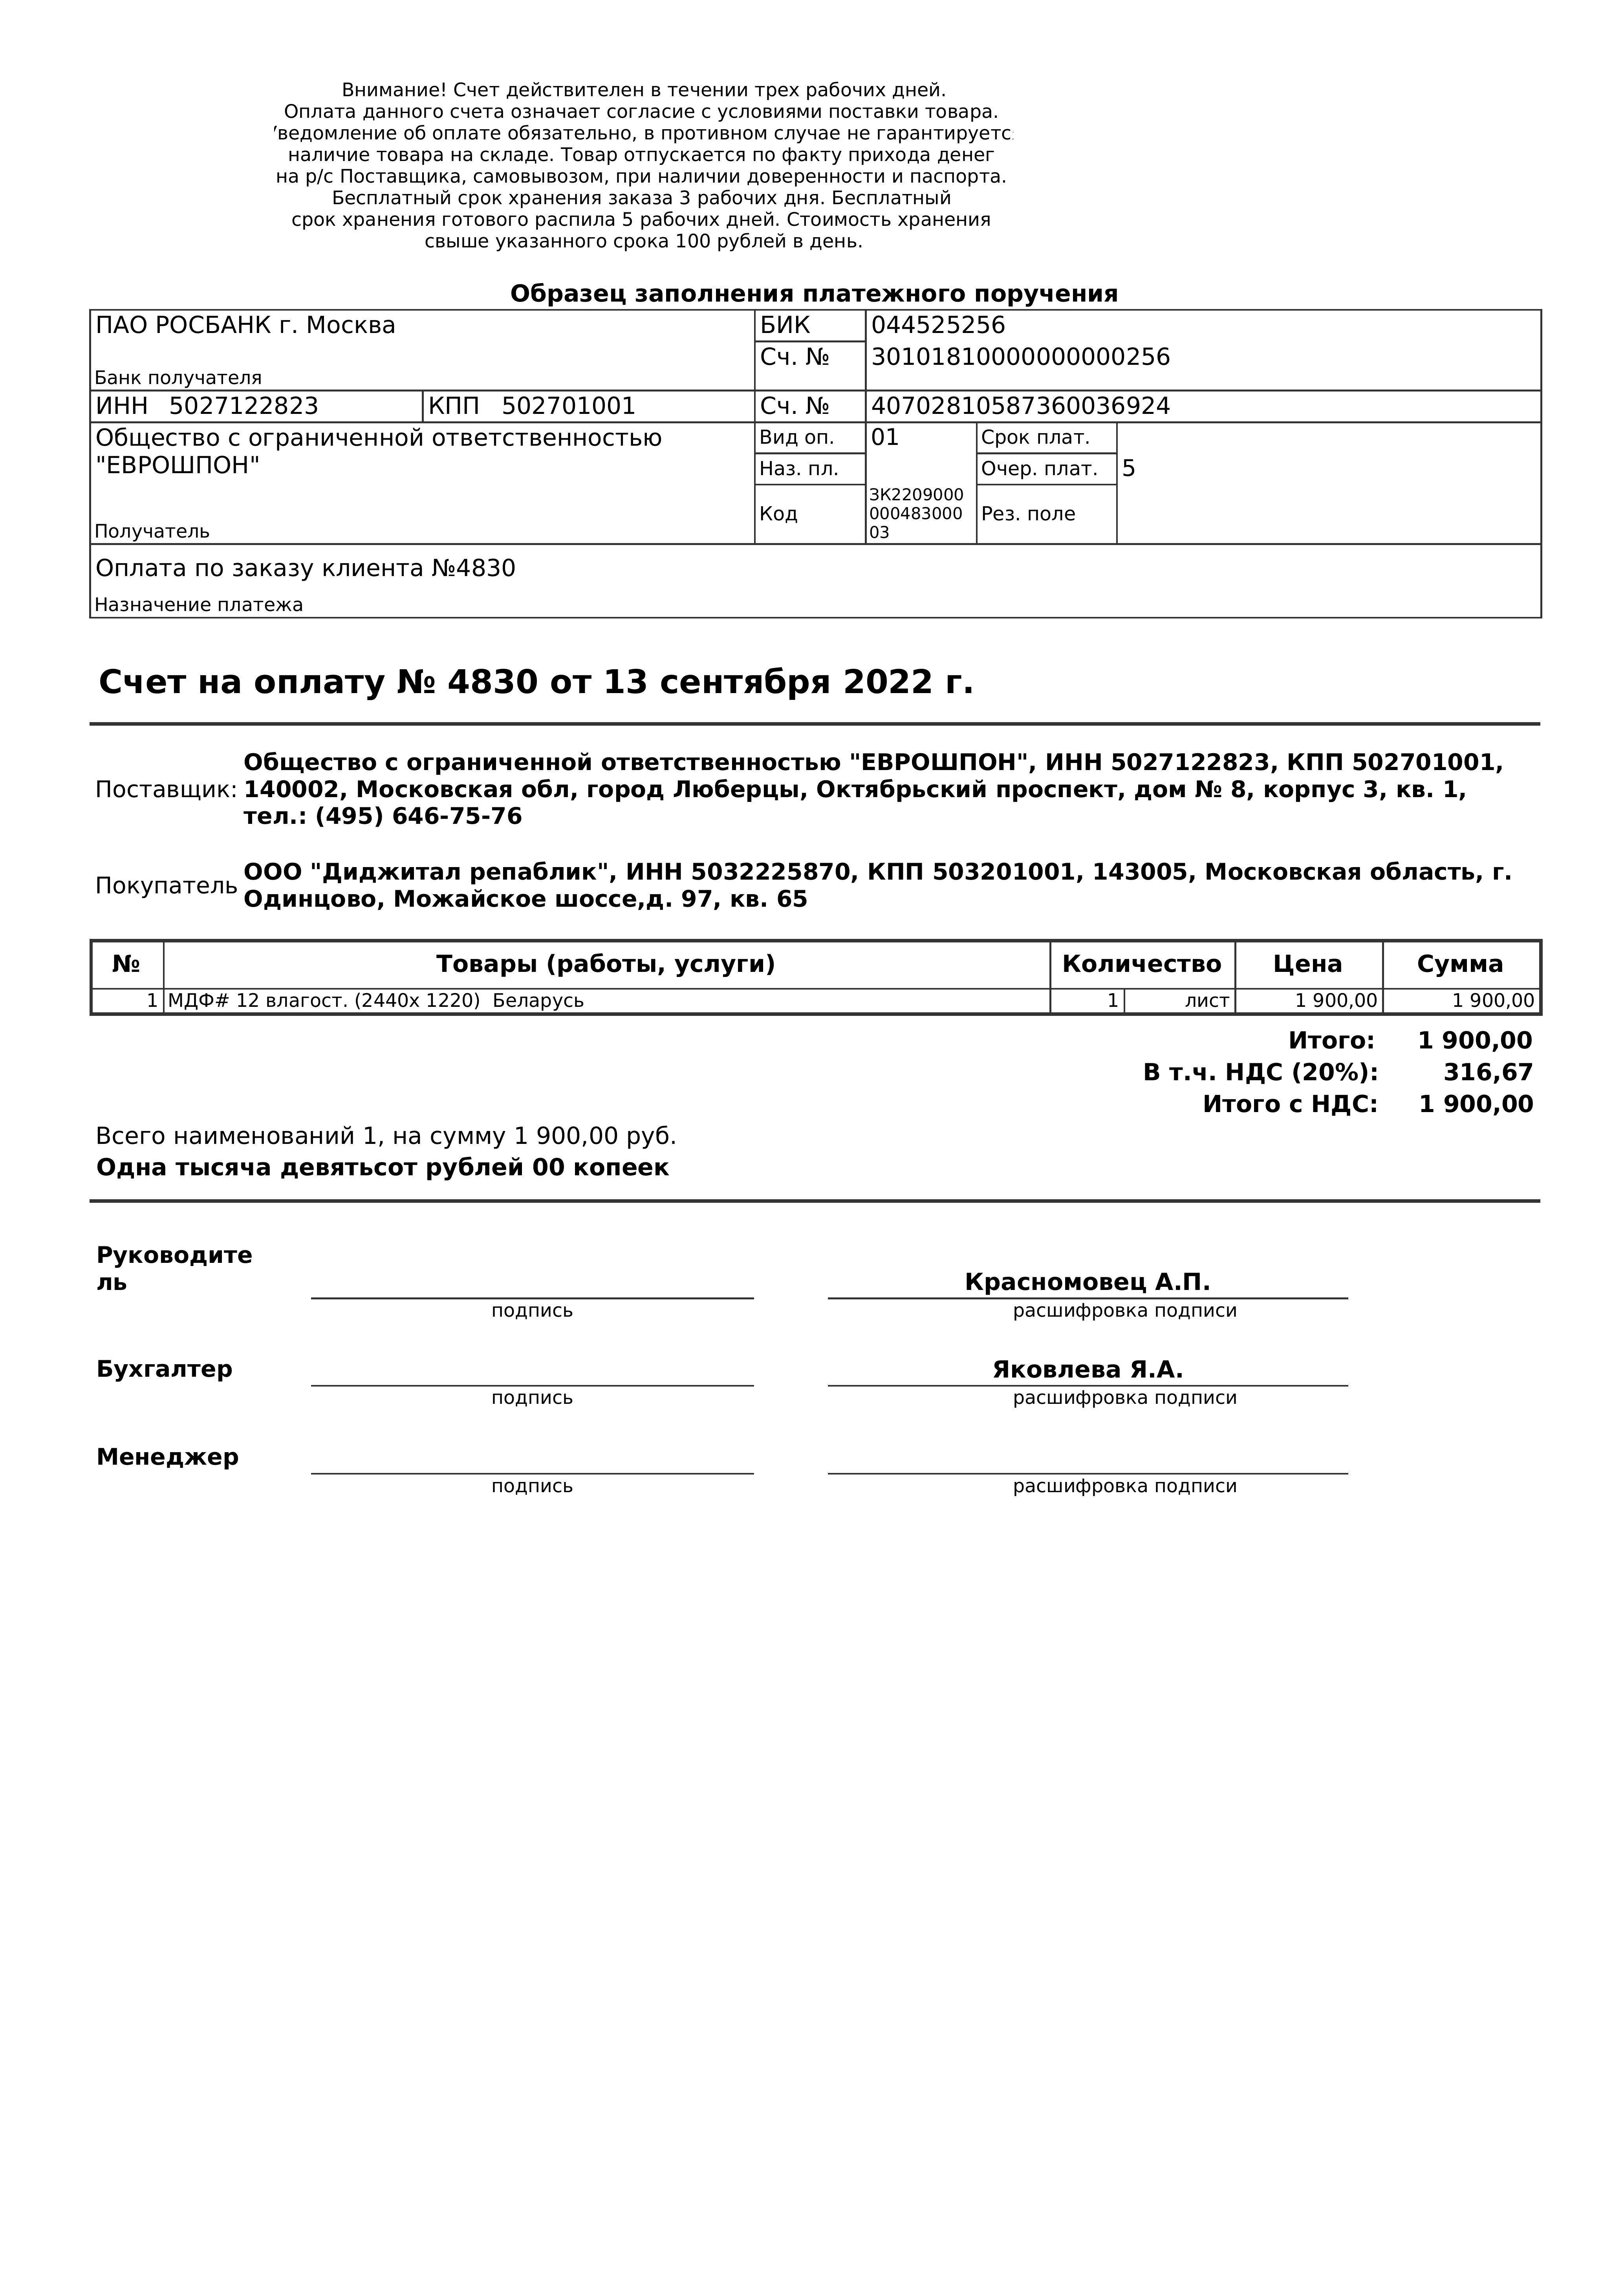 Внимание! Счет действителен в течении трех рабочих дней.
Оплата данного счета означает согласие с условиями поставки товара.
об оплате обязательно, в противном случае не
наличие товара на складе. Товар отпускается по факту прихода денег
на р/с Поставщика, самовывозом, при наличии доверенности и паспорта.
Бесплатный срок хранения заказа 3 рабочих дня. Бесплатный
срок хранения готового распила 5 рабочих дней. Стоимость хранения
свыше указанного срока 100 рублей в день.
Образец заполнения платежного поручения
ПАО РОСБАНК г. Москва БИК 044525256
Сч. № 30101810000000000256
Банк получателя
ИНН 5027122823 КПП 502701001 Сч. № 40702810587360036924
Общество с ограниченной ответственностью Вид оп. 01 Срок плат.
"ЕВРОШПОН" Наз. пл. Очер. плат. 5
ЗК2209000
Код 000483000 Рез. поле
Получатель 03
Оплата по заказу клиента №4830
Назначение платежа
Счет на оплату № 4830 от 13 сентября 2022 г.
Общество с ограниченной ответственностью "ЕВРОШПОН", ИНН 5027122823, КПП 502701001,
Поставщик: 140002, Московская обл, город Люберцы, Октябрьский проспект, дом № 8, корпус 3, кв. 1,
тел.: (495) 646-75-76
ООО "Диджитал репаблик", ИНН 5032225870, КПП 503201001, 143005, Московская область, г.
Покупатель Одинцово, Можайское шоссе,д. 97, кв. 65
№ Товары (работы, услуги) Количество Цена Сумма
1 МДФ# 12 влагост. (2440х 1220) Беларусь 1 лист 1 900,00 1 900,00
Итого: 1 900,00
В т.ч. НДС (20%): 316,67
Итого с НДС: 1 900,00
Всего наименований 1, на сумму 1 900,00 руб.
Одна тысяча девятьсот рублей 00 копеек
Руководите
ль Красномовец А.П.
подпись расшифровка подписи
Бухгалтер Яковлева Я.А.
подпись расшифровка подписи
Менеджер
подпись расшифровка подписи